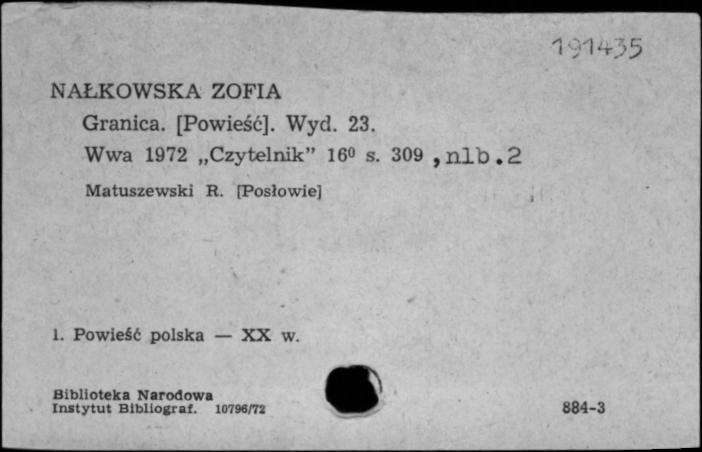 191435
NAŁKOWSKA ZOFIA
Granica. [Powieść]. Wyd. 23.
Wwa 1972 „Czytelnik” 16⁰ s. 309 , nlb.2
Matuszewski R. [Posłowie]
1. Powieść polska — XX w.
Biblioteka Narodowa
Instytut Bibliograf. 10796/72
884-3